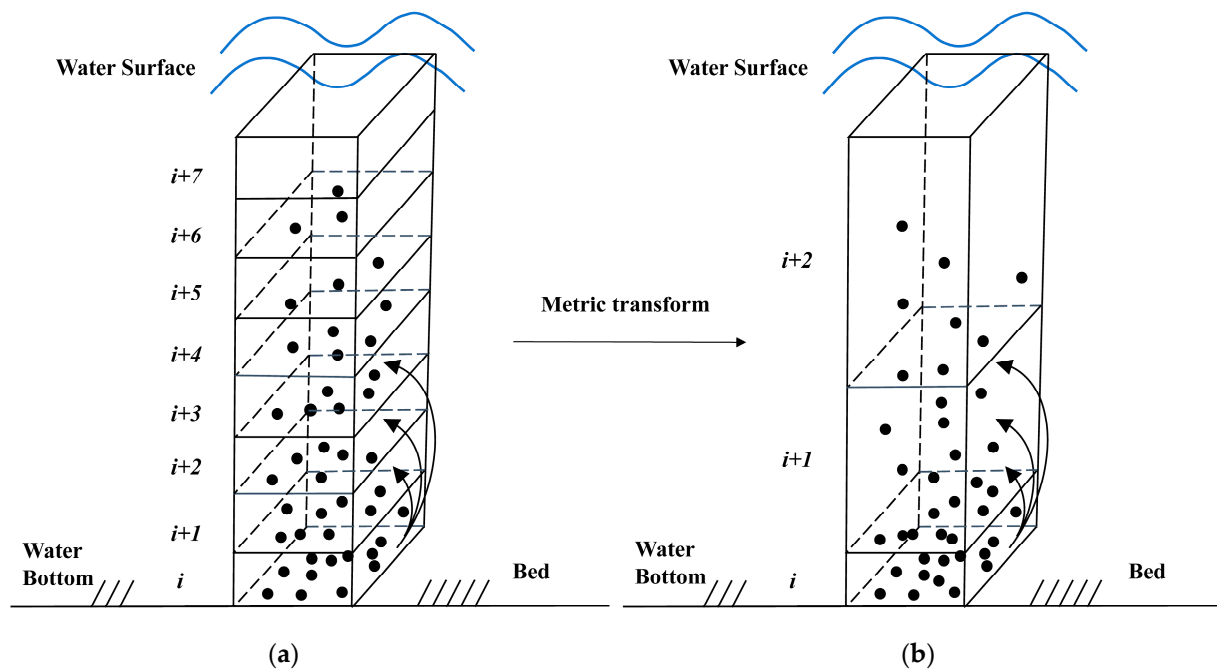 Water Surface
i+7
i+6
i+5
i+4
i+3
i+2
i+1
Water
Bottom
i
Bed
(a)
Metric transform
Water Surface
i+2
i+1
Water
Bottom
i
Bed
(b)